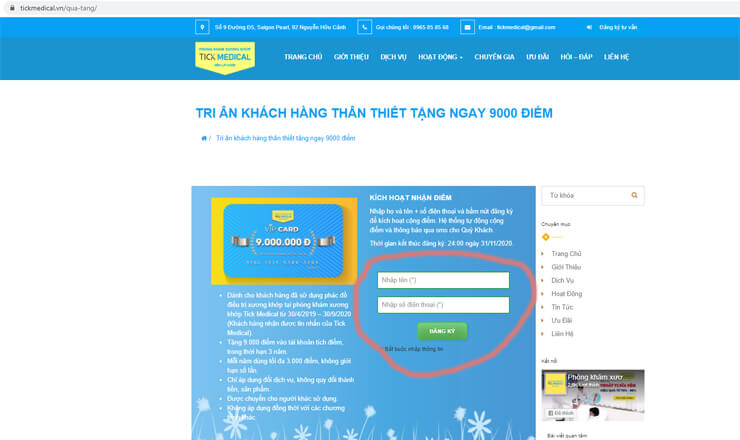 tickmedical.vn/qua-tang/
Số 9 Đường D5, Saigon Pearl, 92 Nguyễn Hữu Cảnh
Gọi chúng tôi : 0965 85 85 68
Email : tickmedical@gmail.com
Đăng ký tư vấn
PHÒNG KHÁM XƯƠNG KHỚP
TICK MEDICAL
TRANG CHỦ
GIỚI THIỆU
DỊCH VỤ
HOẠT ĐỘNG
CHUYÊN GIA
ƯU ĐÃI
HỎI – ĐÁP
LIÊN HỆ
TRI ÂN KHÁCH HÀNG THÂN THIẾT TẶNG NGAY 9000 ĐIỂM
/ Tri ân khách hàng thân thiết tặng ngay 9000 điểm
VIP CARD
9.000.000 Đ
Dành cho khách hàng đã sử dụng phác đồ
điều trị xương khớp tại phòng khám xương
khớp Tick Medical từ 30/4/2019 – 30/9/2020
(Khách hàng nhận được tin nhắn của Tick
Medical)
Tặng 9.000 điểm vào tài khoản tích điểm,
trong thời hạn 3 năm.
Mỗi năm dùng tối đa 3.000 điểm, không giới
hạn số lần.
Chỉ áp dụng đối dịch vụ, không quy đổi thành
tiền, sản phẩm.
Được chuyển cho người khác sử dụng.
Không áp dụng đồng thời với các chương
khác
KÍCH HOẠT NHẬN ĐIỂM
Nhập họ và tên + số điện thoại và bấm nút đăng ký
để kích hoạt cộng điểm. Hệ thống tự động cộng
điểm và thông báo qua sms cho Quý Khách
Thời gian kết thúc đăng ký: 24:00 ngày 31/11/2020.
Nhập tên (*)
Nhập số điện thoại (*)
ĐĂNG KÝ
Bắt buộc nhập thông tin
Từ khóa
Chuyên mục
Trang Chủ
Giới Thiệu
Dịch Vụ
Hoạt Động
Tin Tức
Ưu Đãi
Liên Hệ
Kết nối
Phòng khám xươ
Đã thích
Bài viết quan tâm